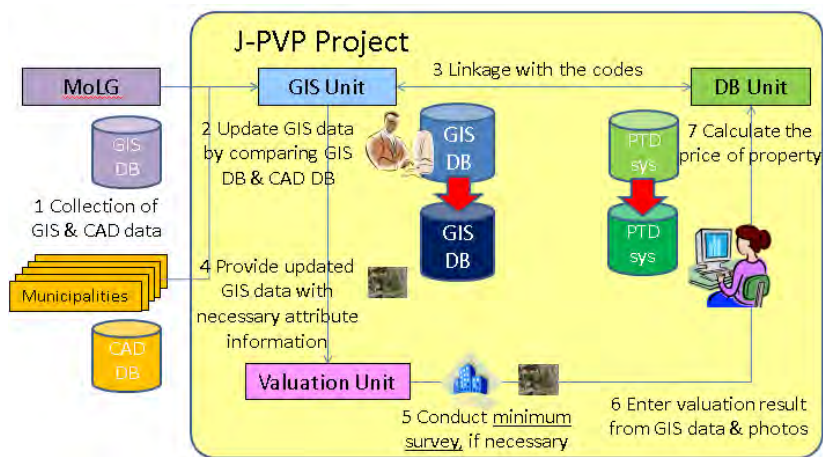 J-PVP Project
MoLG
GIS Unit
3 Linkage with the codes
DB Unit
GIS
DB
2 Update GIS data
by comparing GIS
DB & CAD DB
GIS
DB
PTD
sys
7 Calculate the
price of property
1 Collection of
GIS & CAD data
GIS
DB
PTD
sys
Municipalities
4 Provide updated
GIS data with
necessary attribute
information
CAD
DB
Valuation Unit
5 Conduct minimum
survey, if necessary
6 Enter valuation result
from GIS data & photos